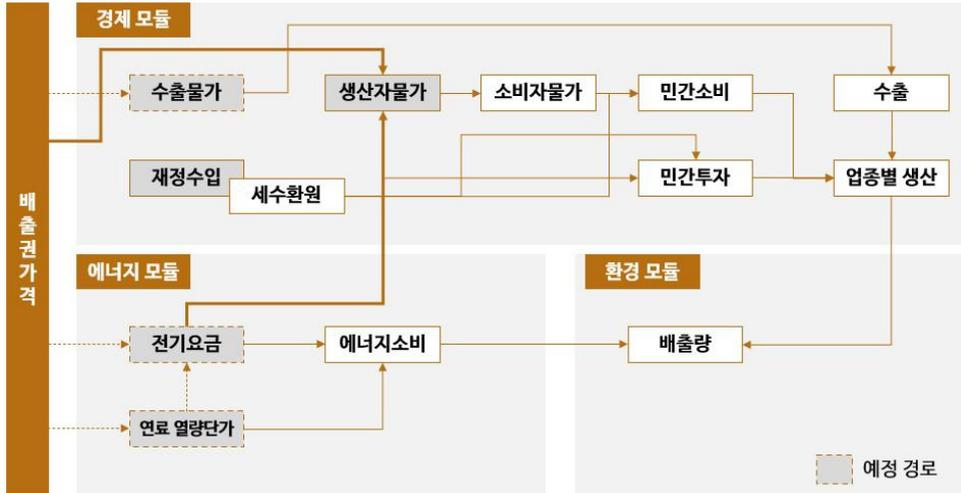 경제 모듈
수출물가
생산자물가
소비자물가
민간소비
수출
재정수입
세수환원
민간투자
업종별 생산
배출권가격
에너지 모듈
환경 모듈
전기요금
에너지소비
배출량
연료 열량단가
예정 경로